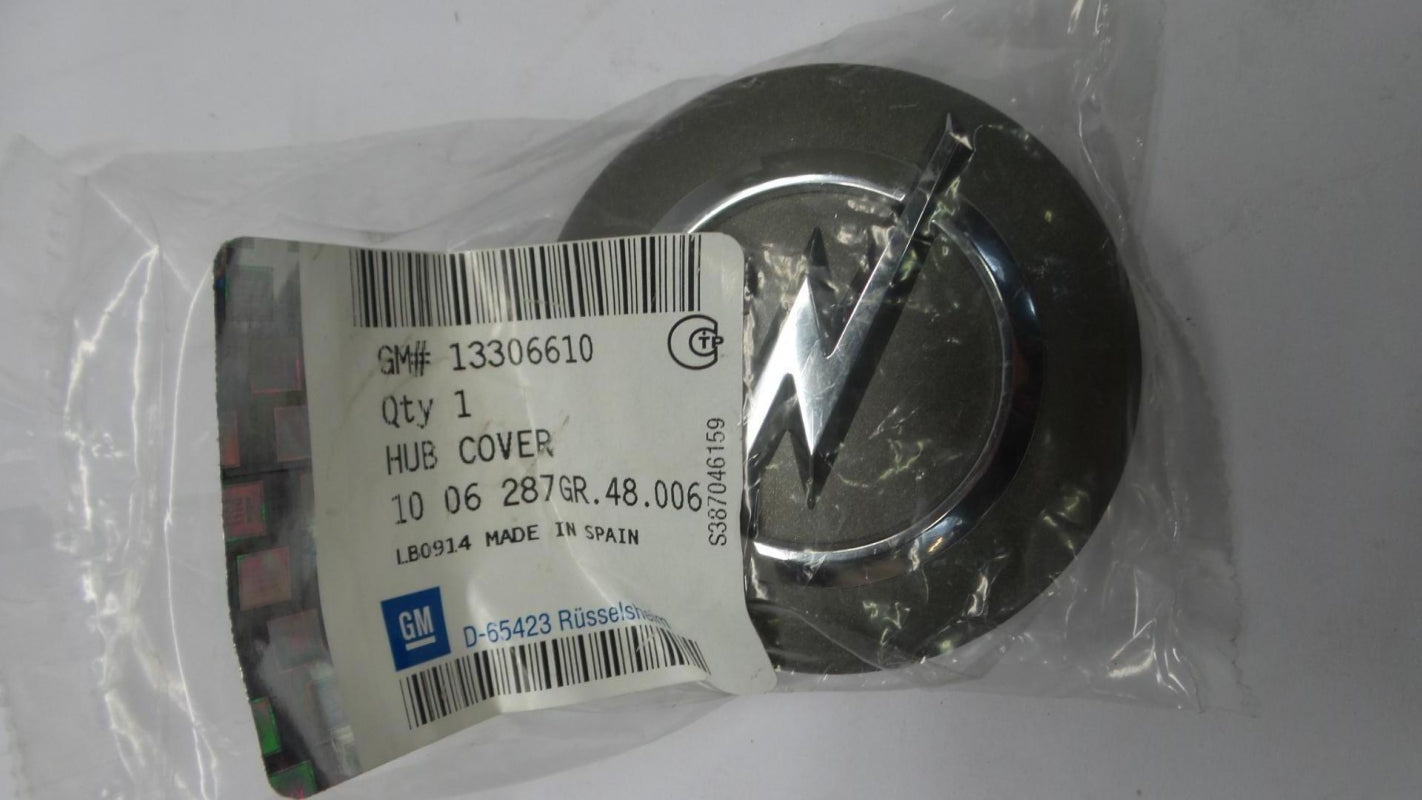 GM# 13306610
Qty 1
HUB COVER
10 06 287GR.48.006
LB0914 MADE IN SPAIN
GM
D-65423 Rüsselsheim
S387046159